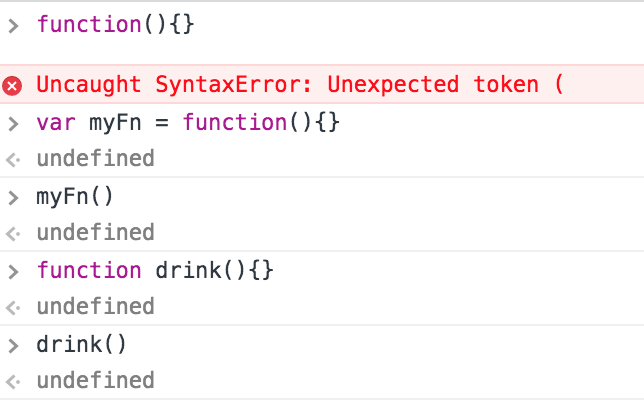 function(){}
Uncaught SyntaxError: Unexpected token (
var myFn = function(){}
undefined
myFn()
undefined
function drink(){}
undefined
drink()
undefined